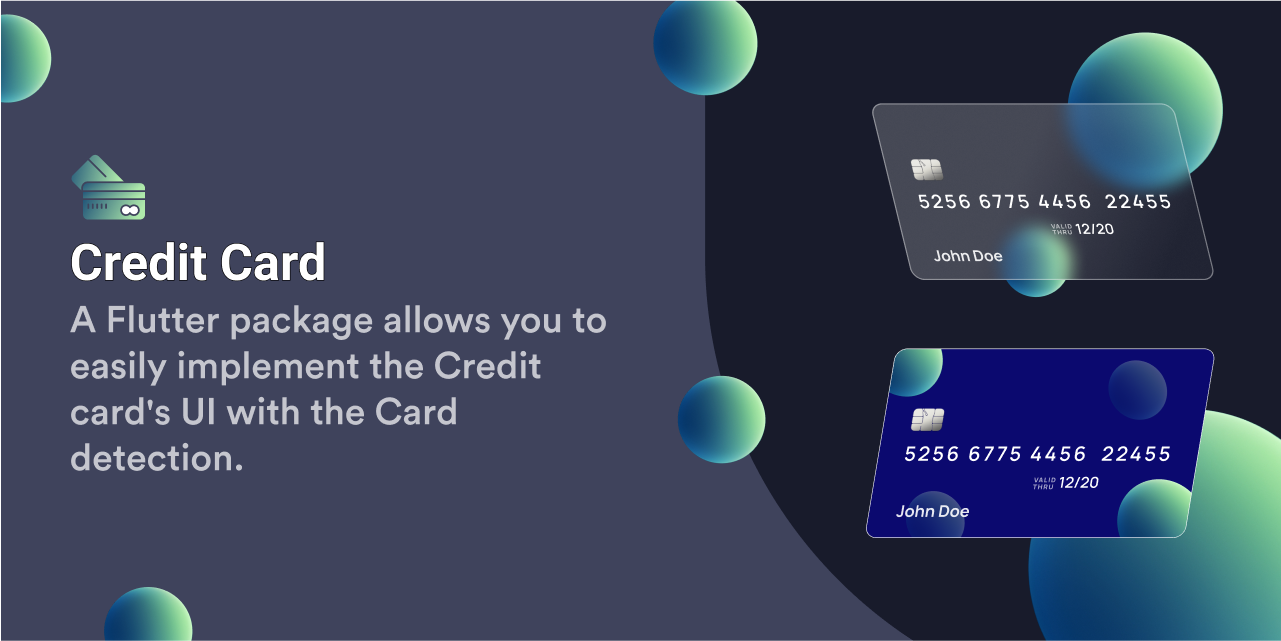 Credit Card
A Flutter package allows you to
easily implement the Credit
card's UI with the Card
detection.
5256 6775 4456 22455
VALID
THRU 12/20
John Doe
5256 6775 4456 22455
VALID
THRU 12/20
John Doe